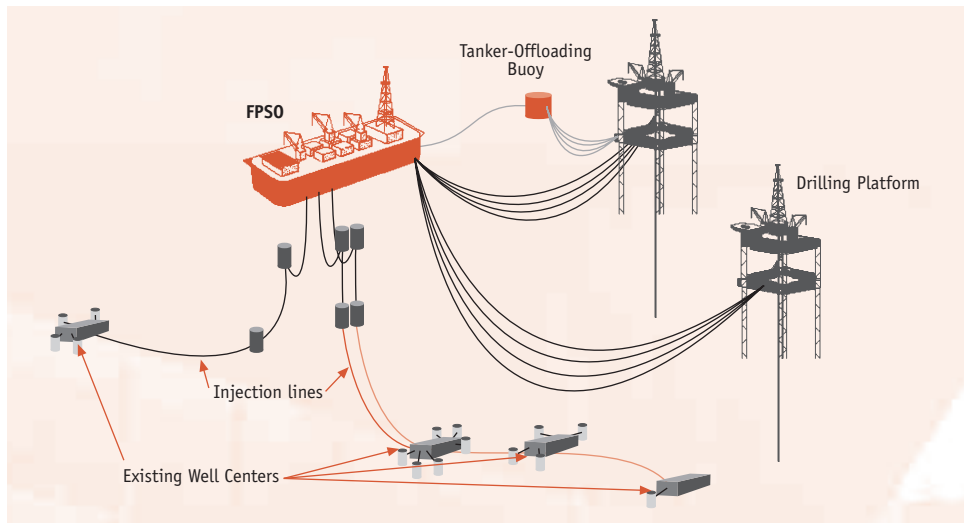 Tanker-Offloading
Buoy
FPSO
Drilling Platform
Injection lines
Existing Well Centers